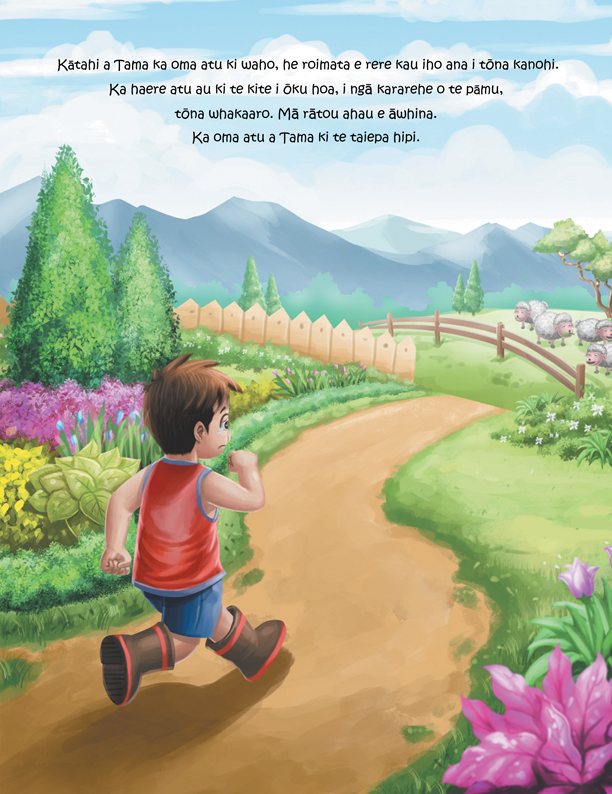 Kātahi a Tama ka oma atu ki waho, he roimata e rere kau iho ana i tōna kanohi.
Ka haere atu au ki te kite i ōku hoa, i ngā kararehe o te pāmu,
tōna whakaaro. Mā rātou ahau e āwhina.
Ka oma atu a Tama ki te taiepa hipi.